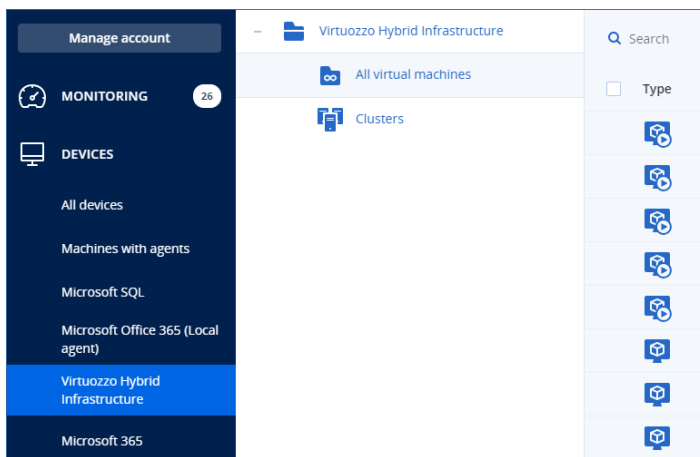 Manage account
MONITORING
26
DEVICES
All devices
Machines with agents
Microsoft SQL
Microsoft Office 365 (Local
agent)
Virtuozzo Hybrid
Infrastructure
Microsoft 365
Virtuozzo Hybrid Infrastructure
All virtual machines
Clusters
Search
Type